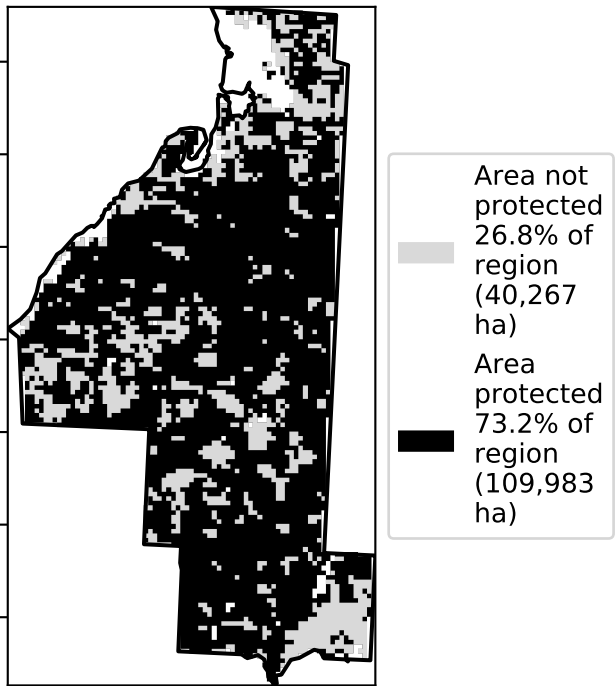 Area not
protected
26.8% of
region
(40,267
ha)
Area
protected
73.2% of
region
(109,983
ha)